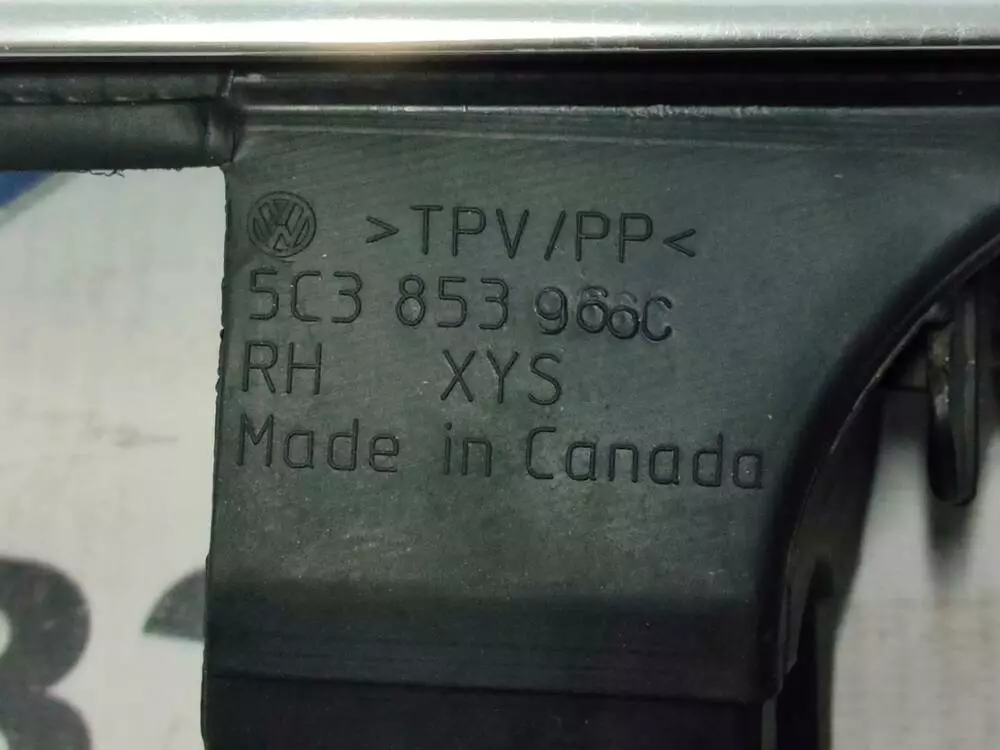 >TPV/PP<
5C3 853 966C
RH XYS
Made in Canada